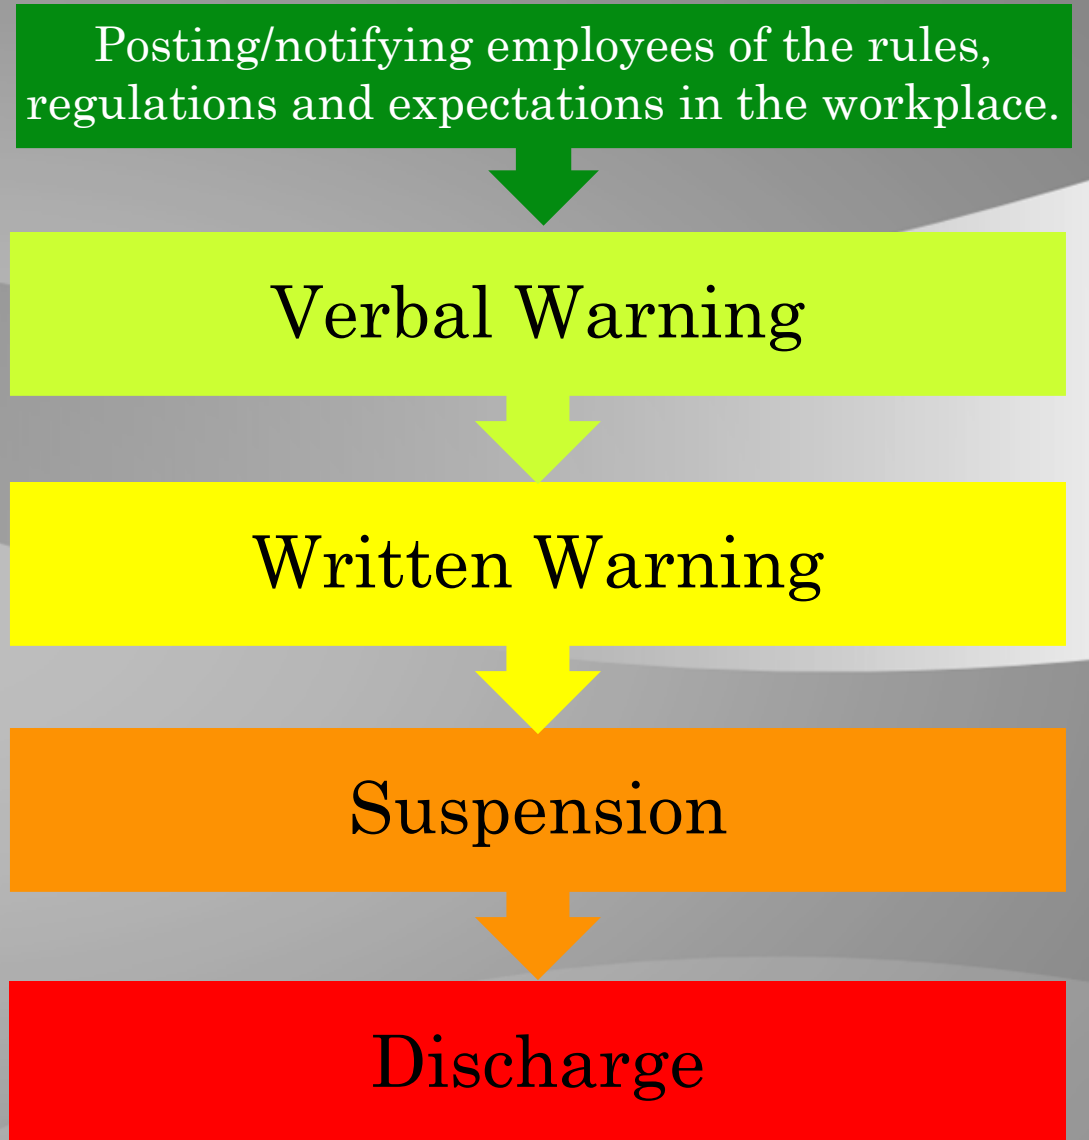 Posting/notifying employees of the rules,
regulations and expectations in the workplace.
Verbal Warning
Written Warning
Suspension
Discharge